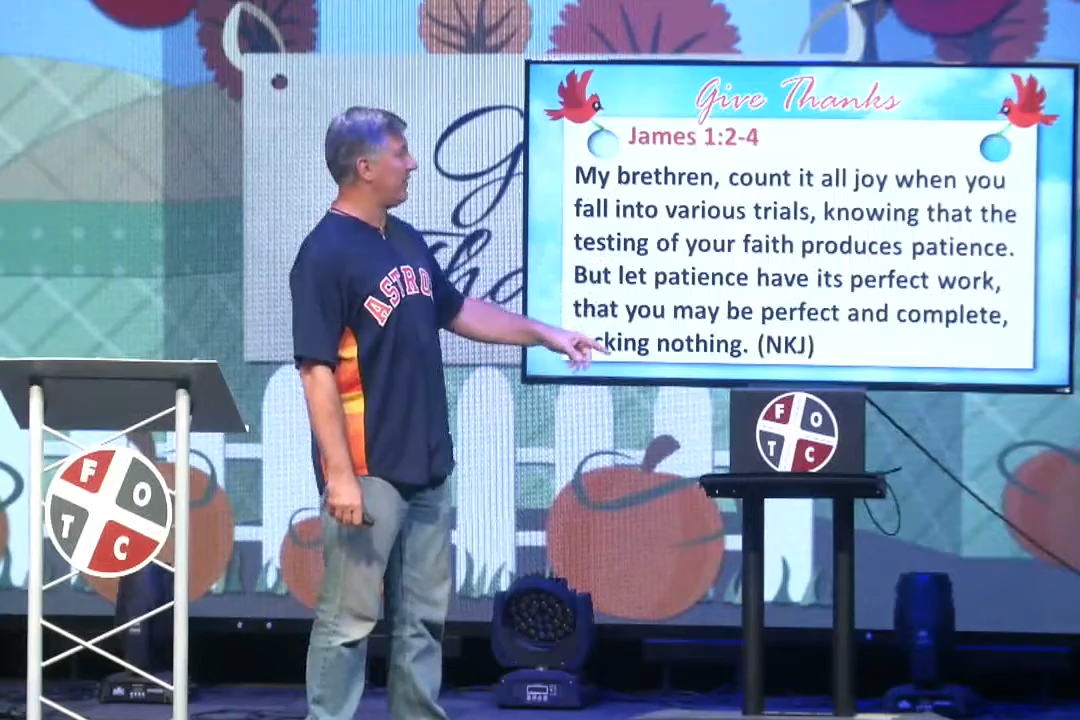 Give Thanks
James 1:2-4
My brethren, count it all joy when you
fall into various trials, knowing that the
testing of your faith produces patience.
But let patience have its perfect work,
that you may be perfect and complete,
nothing. (NKJ)
ASTRO
F O
T C
F O
T C